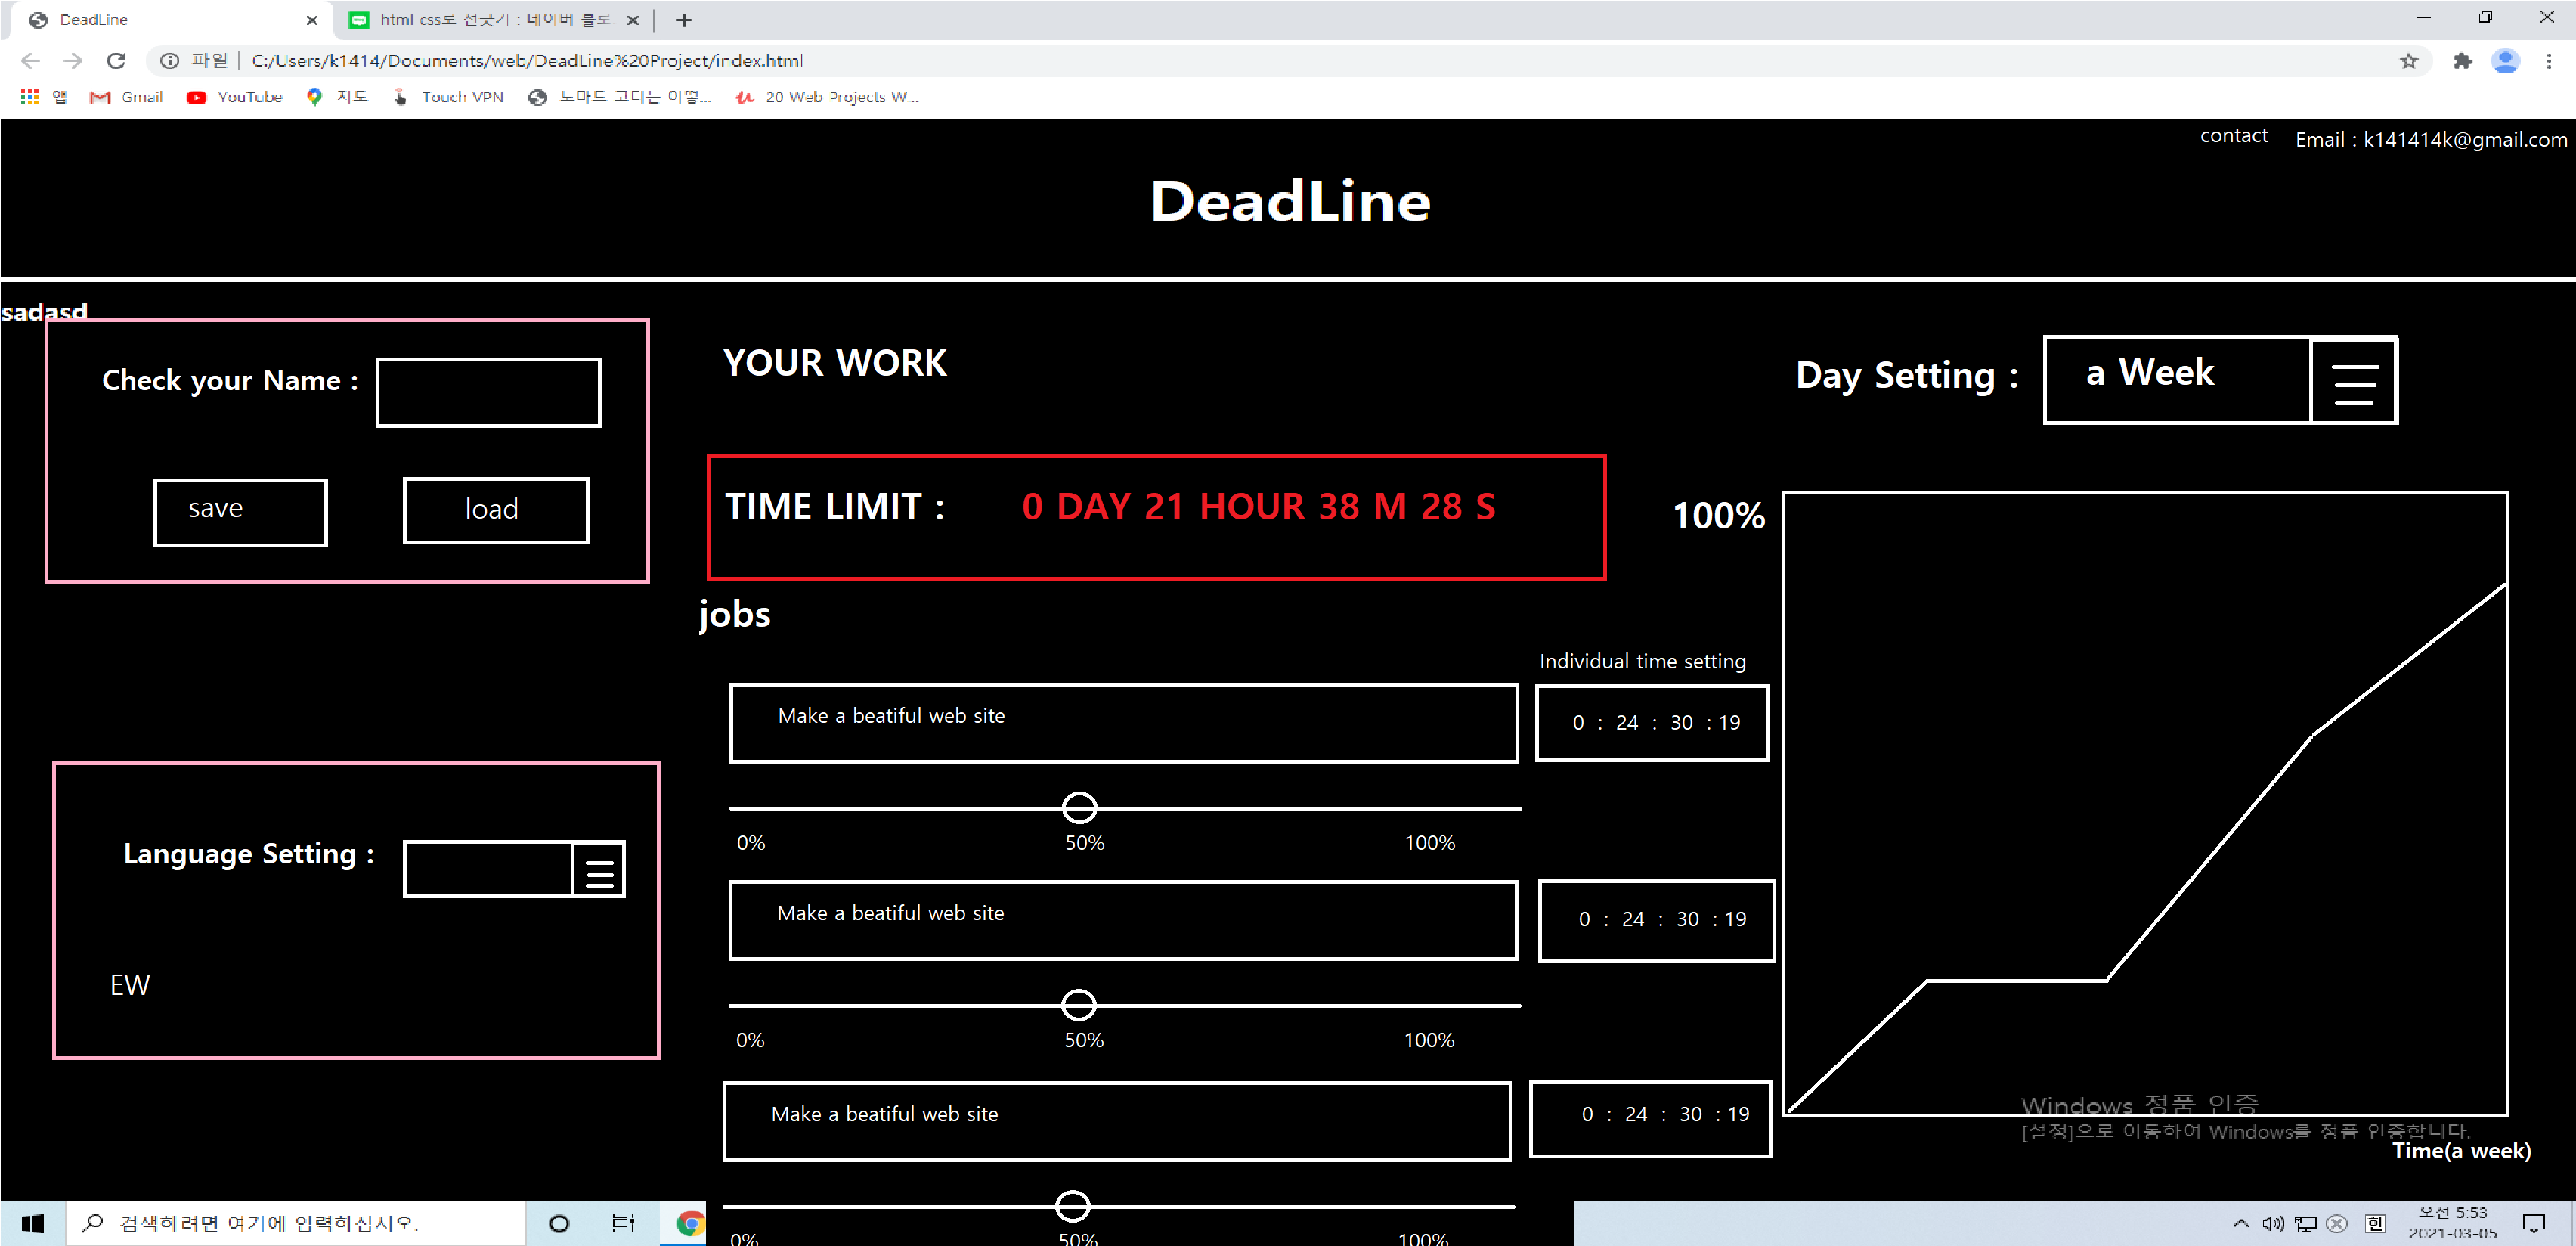 DeadLine
html css로 선긋기 : 네이버 블로
파일 | C:/Users/k1414/Documents/web/DeadLine%20Project/index.html
앱 Gmail YouTube 지도 Touch VPN 노마드 코더는 어떻... 20 Web Projects W...
contact Email : k141414k@gmail.com
DeadLine
sadasd
Check your Name :
save load
Language Setting :
EW
YOUR WORK
TIME LIMIT : 0 DAY 21 HOUR 38 M 28 S
jobs
Individual time setting
Make a beatiful web site 0 : 24 : 30 : 19
0% 50% 100%
Make a beatiful web site 0 : 24 : 30 : 19
0% 50% 100%
Make a beatiful web site 0 : 24 : 30 : 19
0% 50% 100%
Day Setting : a Week
100%
Windows 정품 인증
[설정]으로 이동하여 Windows를 정품 인증합니다.
Time(a week)
검색하려면 여기에 입력하십시오.
한
오전 5:53
2021-03-05